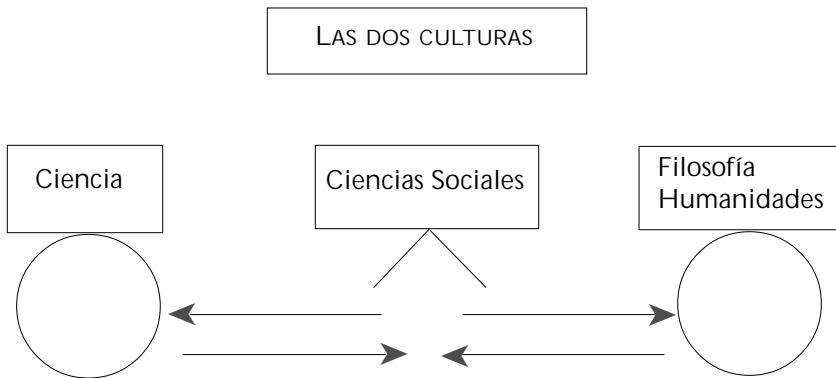 LAS DOS CULTURAS
Ciencia
Ciencias Sociales
Filosofía
Humanidades